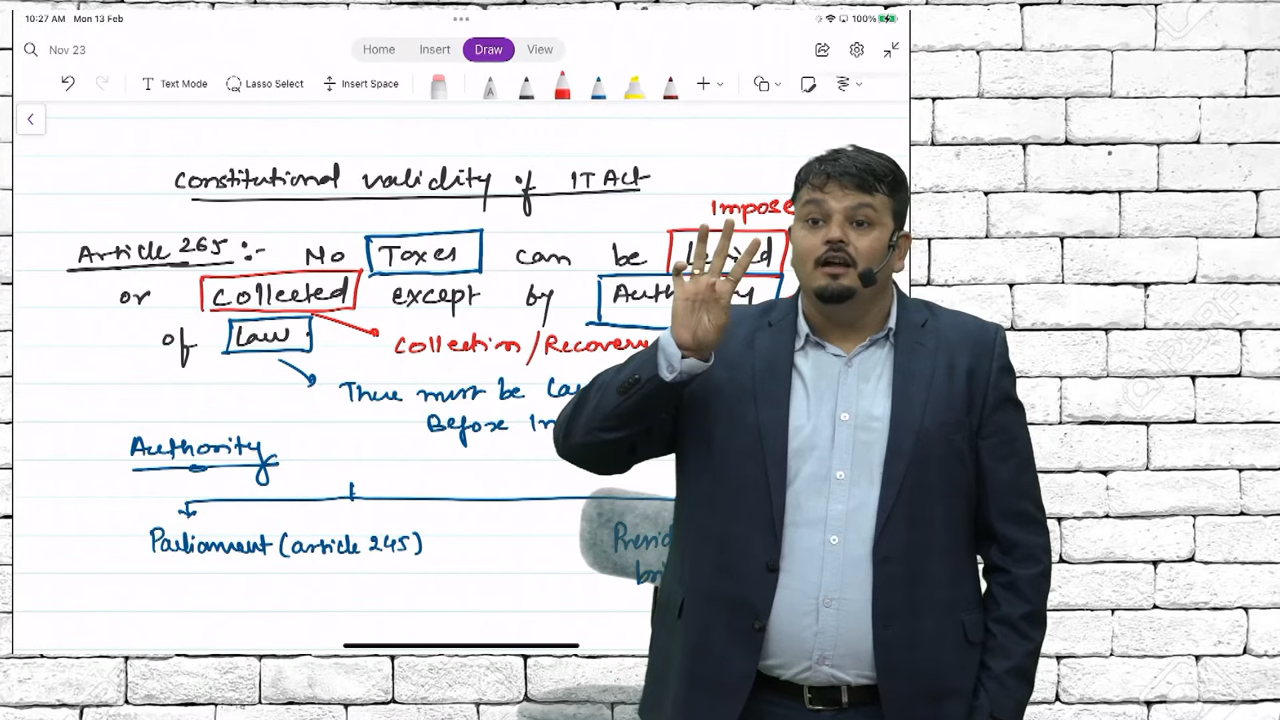 10:27 AM Mon 13 Feb
100%
Nov 23
Home Insert Draw View
Text Mode Lasso Select Insert Space
Constitutional validity of IT Act
Impose
Article 265:- No Taxes can be Levied
or collected except by Authority
of Law.
Collection/Recovery
There must be
Before
Authority
Parliament (article 245)